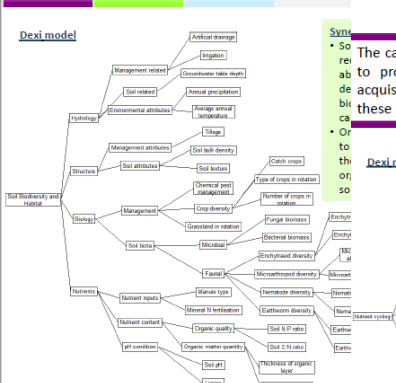 Dexi model
Artificial drainage
Irrigation
Management related
Groundwater table depth
Soil related
Annual precipitation
Environmental attributes
Average annual
temperature
Hydrology
Tillage
Management attributes
Soil bulk density
Structure
Soil attributes
Soil texture
Catch crops
Chemical pest
management
Type of crops in rotation
Soil Biodiversity and
Habitat
Management
Crop diversity
Number of crops in
rotation
Biology
Grassland in rotation
Fungal biomass
Soil biota
Microbial
Bacterial biomass
Enchytraeid diversity
Faunal
Microarthropod diversity
Nutrients
Manure type
Nematode diversity
Nutrient inputs
Mineral N fertilisation
Earthworm diversity
Nutrient content
Organic quality
Soil N:P ratio
Soil C:N ratio
pH condition
Organic matter quantity
Thickness of organic
layer
Soil pH
Liming
The ca
to pro
acquis
these
Dexi
Nutrient cycling